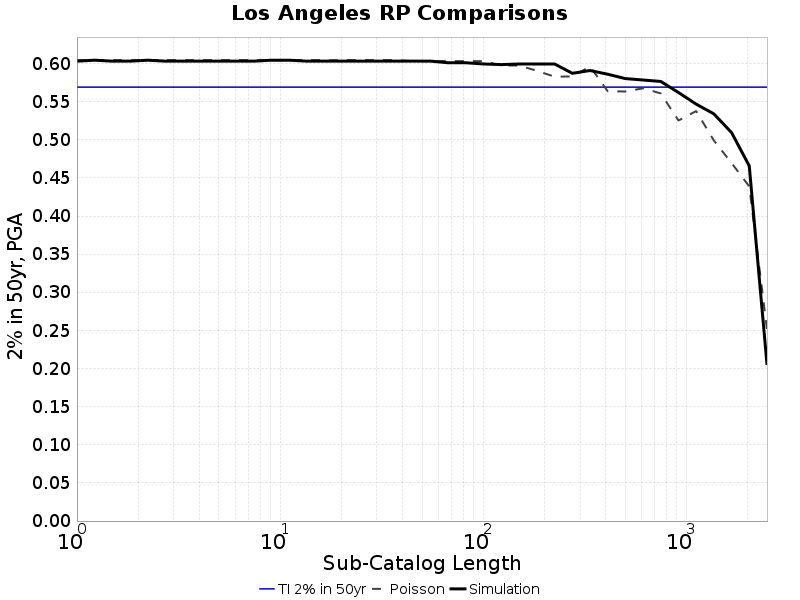 Los Angeles RP Comparisons
2% in 50yr, PGA
0.60
0.55
0.50
0.45
0.40
0.35
0.30
0.25
0.20
0.15
0.10
0.05
0.00
10^0 10^1 10^2 10^3
Sub-Catalog Length
TI 2% in 50yr Poisson Simulation